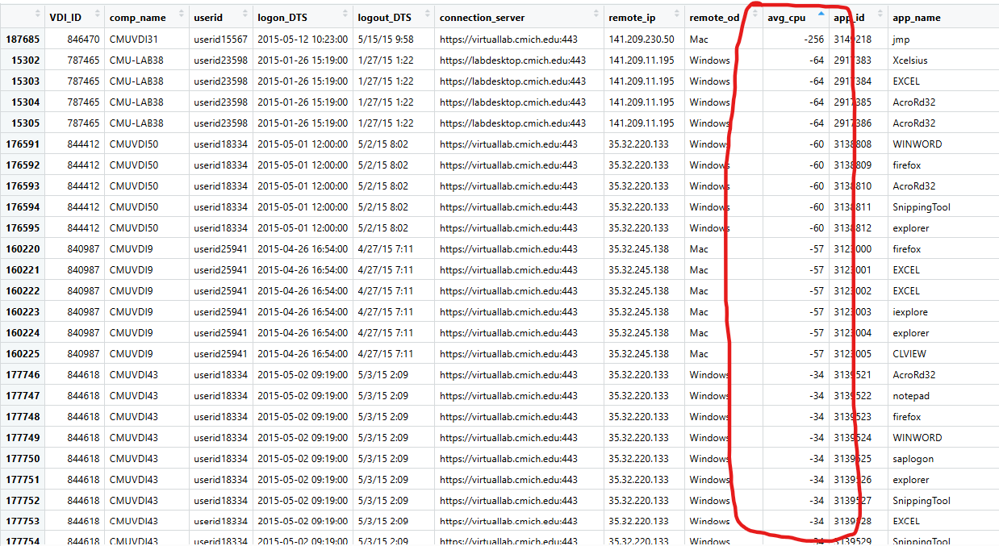 VDI_ID comp_name userid logon_DTS logout_DTS connection_server remote_ip remote_od avg_cpu app_id app_name
187685 846470 CMUVDI31 userid15567 2015-05-12 10:23:00 5/15/15 9:58 https://virtuallab.cmich.edu:443 141.209.230.50 Mac -256 3149218 jmp
15302 787465 CMU-LAB38 userid23598 2015-01-26 15:19:00 1/27/15 1:22 https://labdesktop.cmich.edu:443 141.209.11.195 Windows -64 2917383 Xcelsius
15303 787465 CMU-LAB38 userid23598 2015-01-26 15:19:00 1/27/15 1:22 https://labdesktop.cmich.edu:443 141.209.11.195 Windows -64 2917384 EXCEL
15304 787465 CMU-LAB38 userid23598 2015-01-26 15:19:00 1/27/15 1:22 https://labdesktop.cmich.edu:443 141.209.11.195 Windows -64 2917385 AcroRd32
15305 787465 CMU-LAB38 userid23598 2015-01-26 15:19:00 1/27/15 1:22 https://labdesktop.cmich.edu:443 141.209.11.195 Windows -64 2917386 AcroRd32
176591 844412 CMUVDI50 userid18334 2015-05-01 12:00:00 5/2/15 8:02 https://virtuallab.cmich.edu:443 35.32.220.133 Windows -60 3138808 WINWORD
176592 844412 CMUVDI50 userid18334 2015-05-01 12:00:00 5/2/15 8:02 https://virtuallab.cmich.edu:443 35.32.220.133 Windows -60 3138809 firefox
176593 844412 CMUVDI50 userid18334 2015-05-01 12:00:00 5/2/15 8:02 https://virtuallab.cmich.edu:443 35.32.220.133 Windows -60 3138810 AcroRd32
176594 844412 CMUVDI50 userid18334 2015-05-01 12:00:00 5/2/15 8:02 https://virtuallab.cmich.edu:443 35.32.220.133 Windows -60 3138811 SnippingTool
176595 844412 CMUVDI50 userid18334 2015-05-01 12:00:00 5/2/15 8:02 https://virtuallab.cmich.edu:443 35.32.220.133 Windows -60 3138812 explorer
160220 840987 CMUVDI9 userid25941 2015-04-26 16:54:00 4/27/15 7:11 https://virtuallab.cmich.edu:443 35.32.245.138 Mac -57 3123000 firefox
160221 840987 CMUVDI9 userid25941 2015-04-26 16:54:00 4/27/15 7:11 https://virtuallab.cmich.edu:443 35.32.245.138 Mac -57 3123001 EXCEL
160222 840987 CMUVDI9 userid25941 2015-04-26 16:54:00 4/27/15 7:11 https://virtuallab.cmich.edu:443 35.32.245.138 Mac -57 3123002 EXCEL
160223 840987 CMUVDI9 userid25941 2015-04-26 16:54:00 4/27/15 7:11 https://virtuallab.cmich.edu:443 35.32.245.138 Mac -57 3123003 iexplore
160224 840987 CMUVDI9 userid25941 2015-04-26 16:54:00 4/27/15 7:11 https://virtuallab.cmich.edu:443 35.32.245.138 Mac -57 3123004 explorer
160225 840987 CMUVDI9 userid25941 2015-04-26 16:54:00 4/27/15 7:11 https://virtuallab.cmich.edu:443 35.32.245.138 Mac -57 3123005 CLVIEW
177746 844618 CMUVDI43 userid18334 2015-05-02 09:19:00 5/3/15 2:09 https://virtuallab.cmich.edu:443 35.32.220.133 Windows -34 3139521 AcroRd32
177747 844618 CMUVDI43 userid18334 2015-05-02 09:19:00 5/3/15 2:09 https://virtuallab.cmich.edu:443 35.32.220.133 Windows -34 3139522 notepad
177748 844618 CMUVDI43 userid18334 2015-05-02 09:19:00 5/3/15 2:09 https://virtuallab.cmich.edu:443 35.32.220.133 Windows -34 3139523 firefox
177749 844618 CMUVDI43 userid18334 2015-05-02 09:19:00 5/3/15 2:09 https://virtuallab.cmich.edu:443 35.32.220.133 Windows -34 3139524 WINWORD
177750 844618 CMUVDI43 userid18334 2015-05-02 09:19:00 5/3/15 2:09 https://virtuallab.cmich.edu:443 35.32.220.133 Windows -34 3139525 saplogon
177751 844618 CMUVDI43 userid18334 2015-05-02 09:19:00 5/3/15 2:09 https://virtuallab.cmich.edu:443 35.32.220.133 Windows -34 3139526 explorer
177752 844618 CMUVDI43 userid18334 2015-05-02 09:19:00 5/3/15 2:09 https://virtuallab.cmich.edu:443 35.32.220.133 Windows -34 3139527 SnippingTool
177753 844618 CMUVDI43 userid18334 2015-05-02 09:19:00 5/3/15 2:09 https://virtuallab.cmich.edu:443 35.32.220.133 Windows -34 3139528 EXCEL
177754 844618 CMUVDI43 userid18334 2015-05-02 09:19:00 5/3/15 2:09 https://virtuallab.cmich.edu:443 35.32.220.133 Windows -34 3139529 SnippingTool